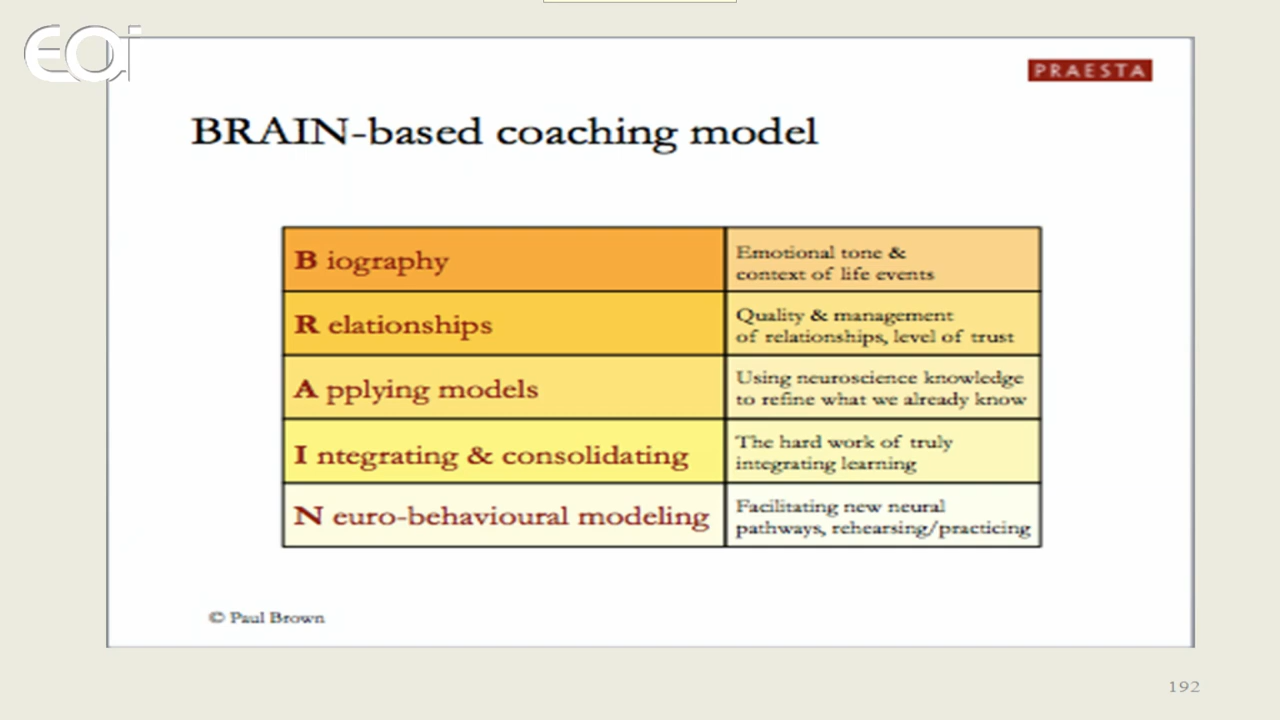 EQi
PRAESTA
BRAIN-based coaching model
B iography
Emotional tone &
context of life events
R elationships
Quality & management
of relationships, level of trust
A pplying models
Using neuroscience knowledge
to refine what we already know
I ntegrating & consolidating
The hard work of truly
integrating learning
N euro-behavioural modeling
Facilitating new neural
pathways, rehearsing/practicing
© Paul Brown
192